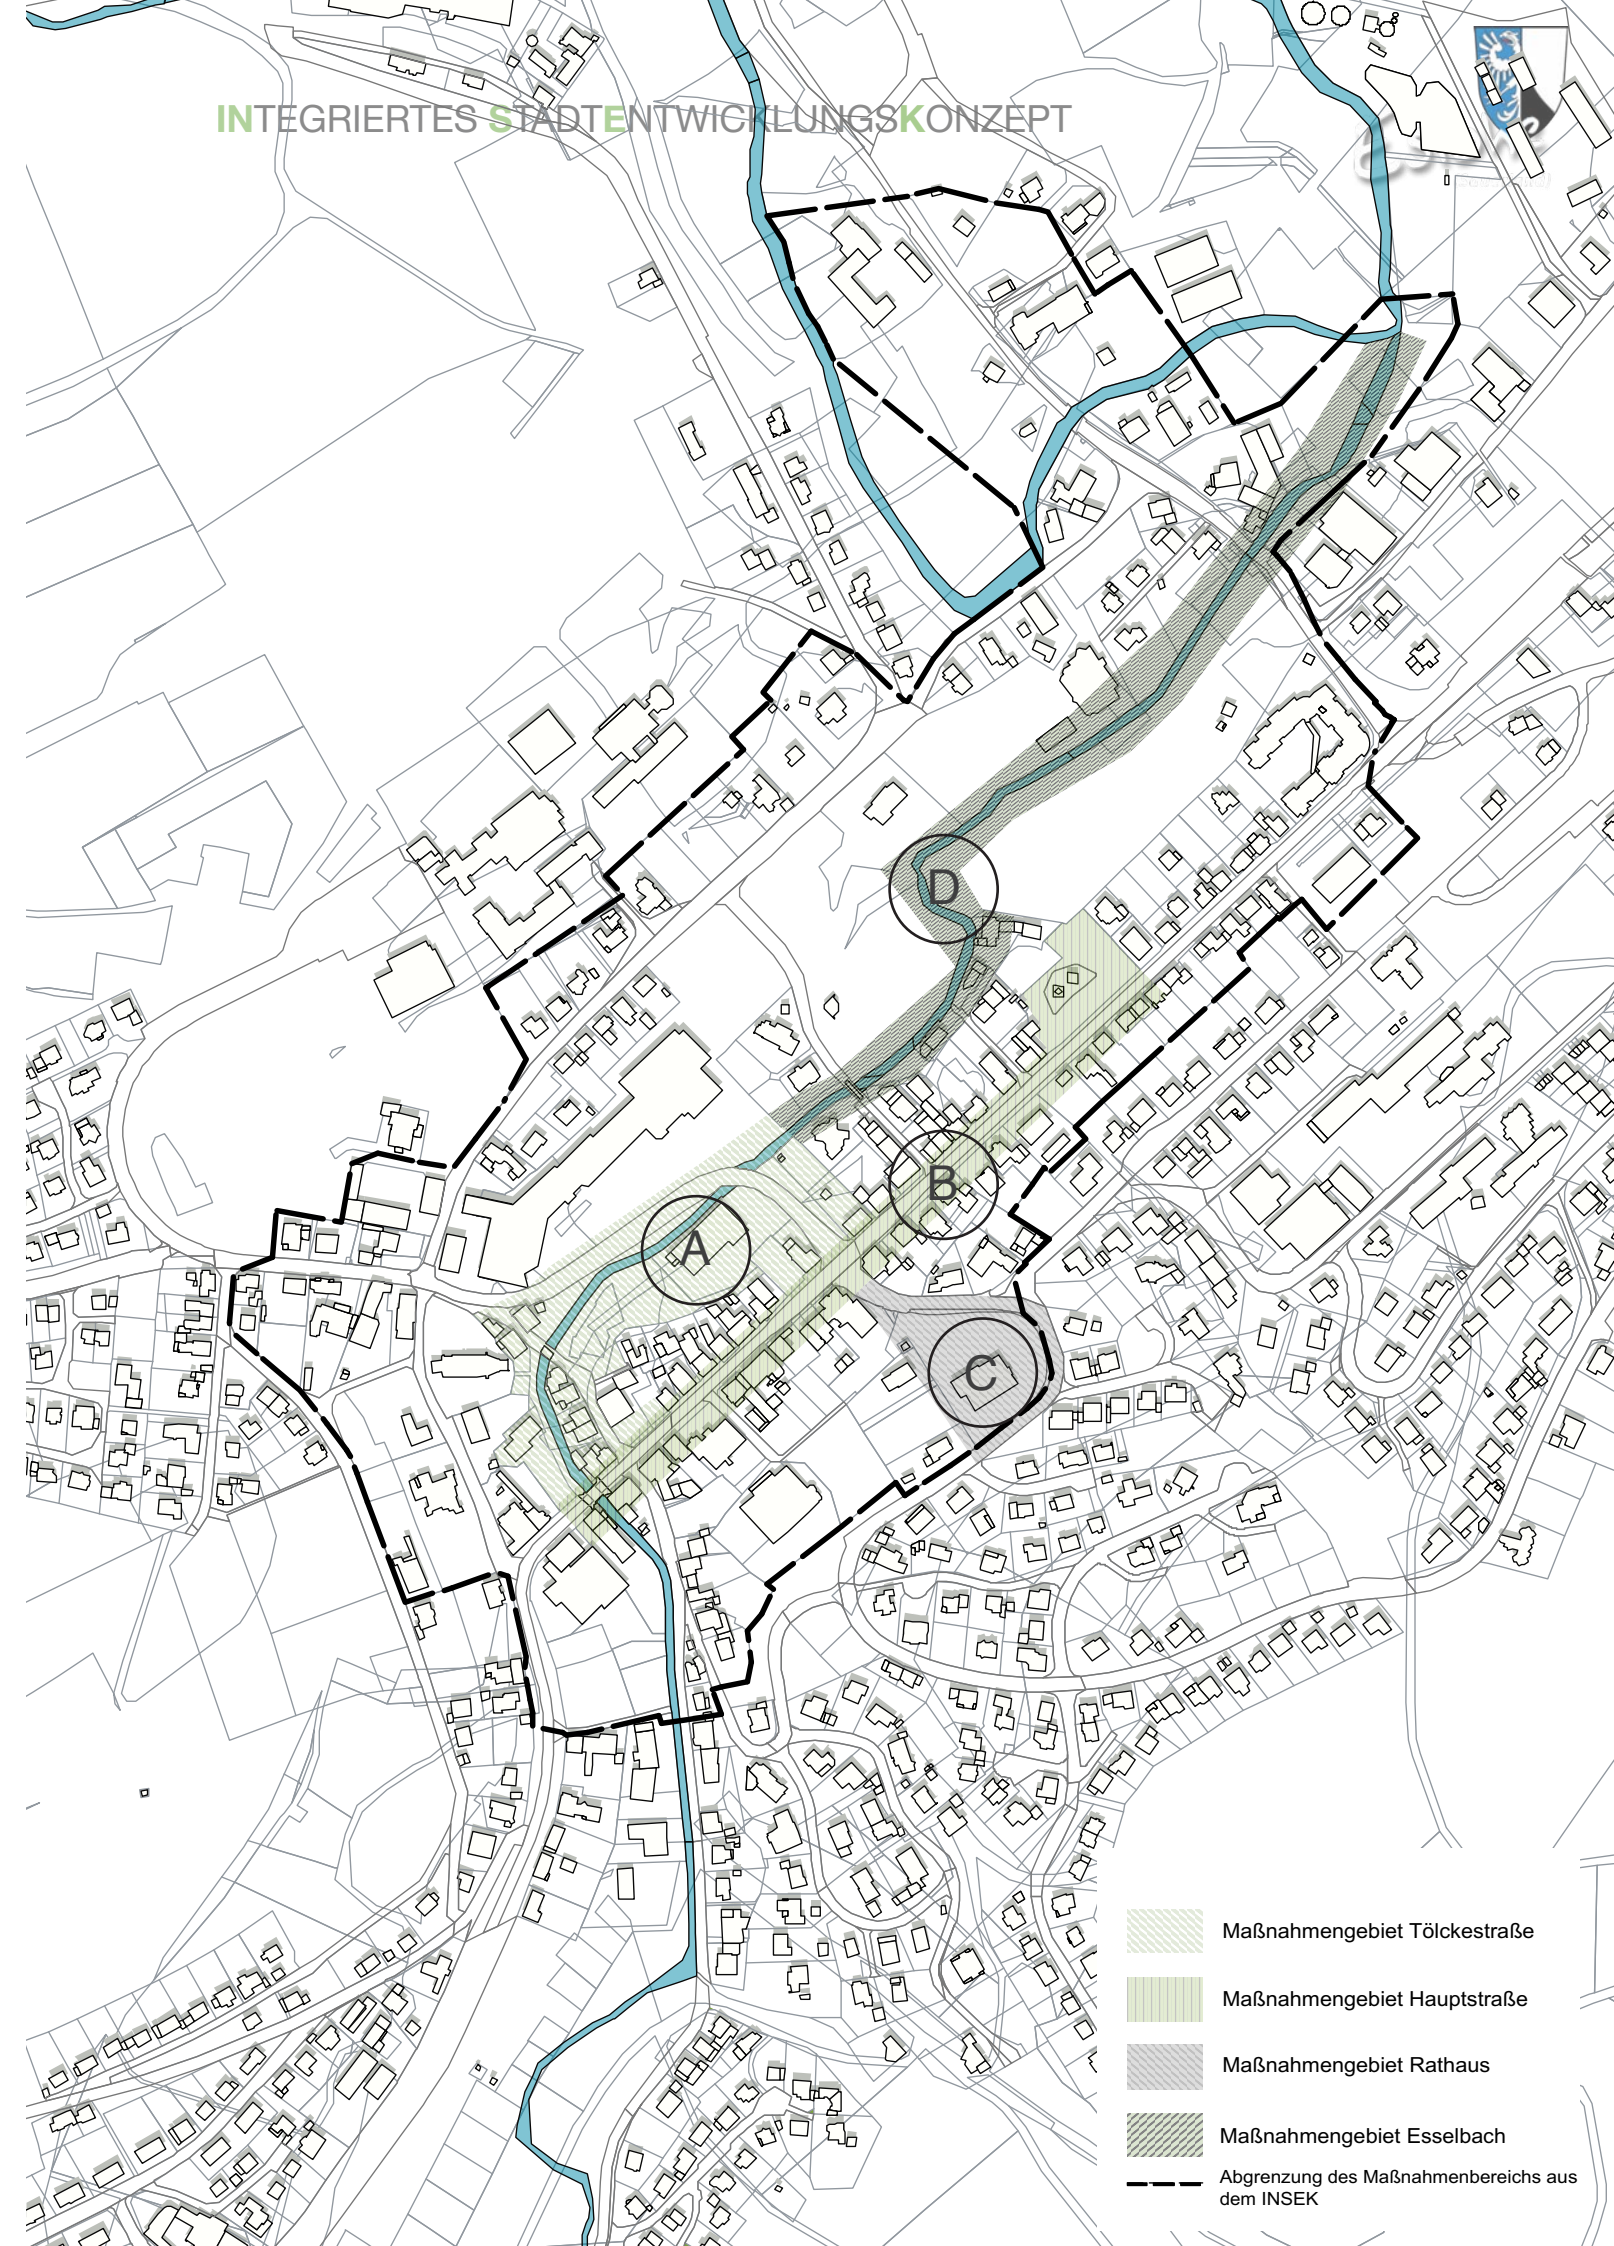 INTEGRIERTES STADTENTWICKLUNGSKONZEPT
D
B
A
C
Maßnahmengebiet Tölckestraße
Maßnahmengebiet Hauptstraße
Maßnahmengebiet Rathaus
Maßnahmengebiet Esselbach
Abgrenzung des Maßnahmenbereichs aus
dem INSEK